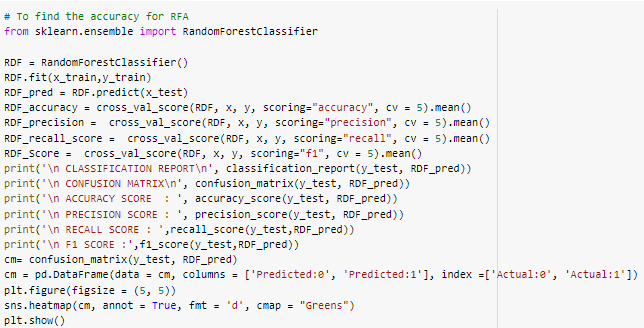 # To find the accuracy for RFA
from sklearn.ensemble import RandomForestClassifier
RDF = RandomForestClassifier()
RDF.fit(x_train,y_train)
RDF_pred = RDF.predict(x_test)
RDF_accuracy = cross_val_score(RDF, x, y, scoring="accuracy", cv = 5).mean()
RDF_precision =  cross_val_score(RDF, x, y, scoring="precision", cv = 5).mean()
RDF_recall_score =  cross_val_score(RDF, x, y, scoring="recall", cv = 5).mean()
RDF_Score =  cross_val_score(RDF, x, y, scoring="f1", cv = 5).mean()
print('\n CLASSIFICATION REPORT\n', classification_report(y_test, RDF_pred))
print('\n CONFUSION MATRIX\n', confusion_matrix(y_test, RDF_pred))
print('\n ACCURACY SCORE  : ', accuracy_score(y_test, RDF_pred))
print('\n PRECISION SCORE : ', precision_score(y_test, RDF_pred))
print('\n RECALL SCORE : ',recall_score(y_test,RDF_pred))
print('\n F1 SCORE :',f1_score(y_test,RDF_pred))
cm= confusion_matrix(y_test, RDF_pred)
cm = pd.DataFrame(data = cm, columns = ['Predicted:0', 'Predicted:1'], index =['Actual:0', 'Actual:1'])
plt.figure(figsize = (5, 5))
sns.heatmap(cm, annot = True, fmt = 'd', cmap = "Greens")
plt.show()